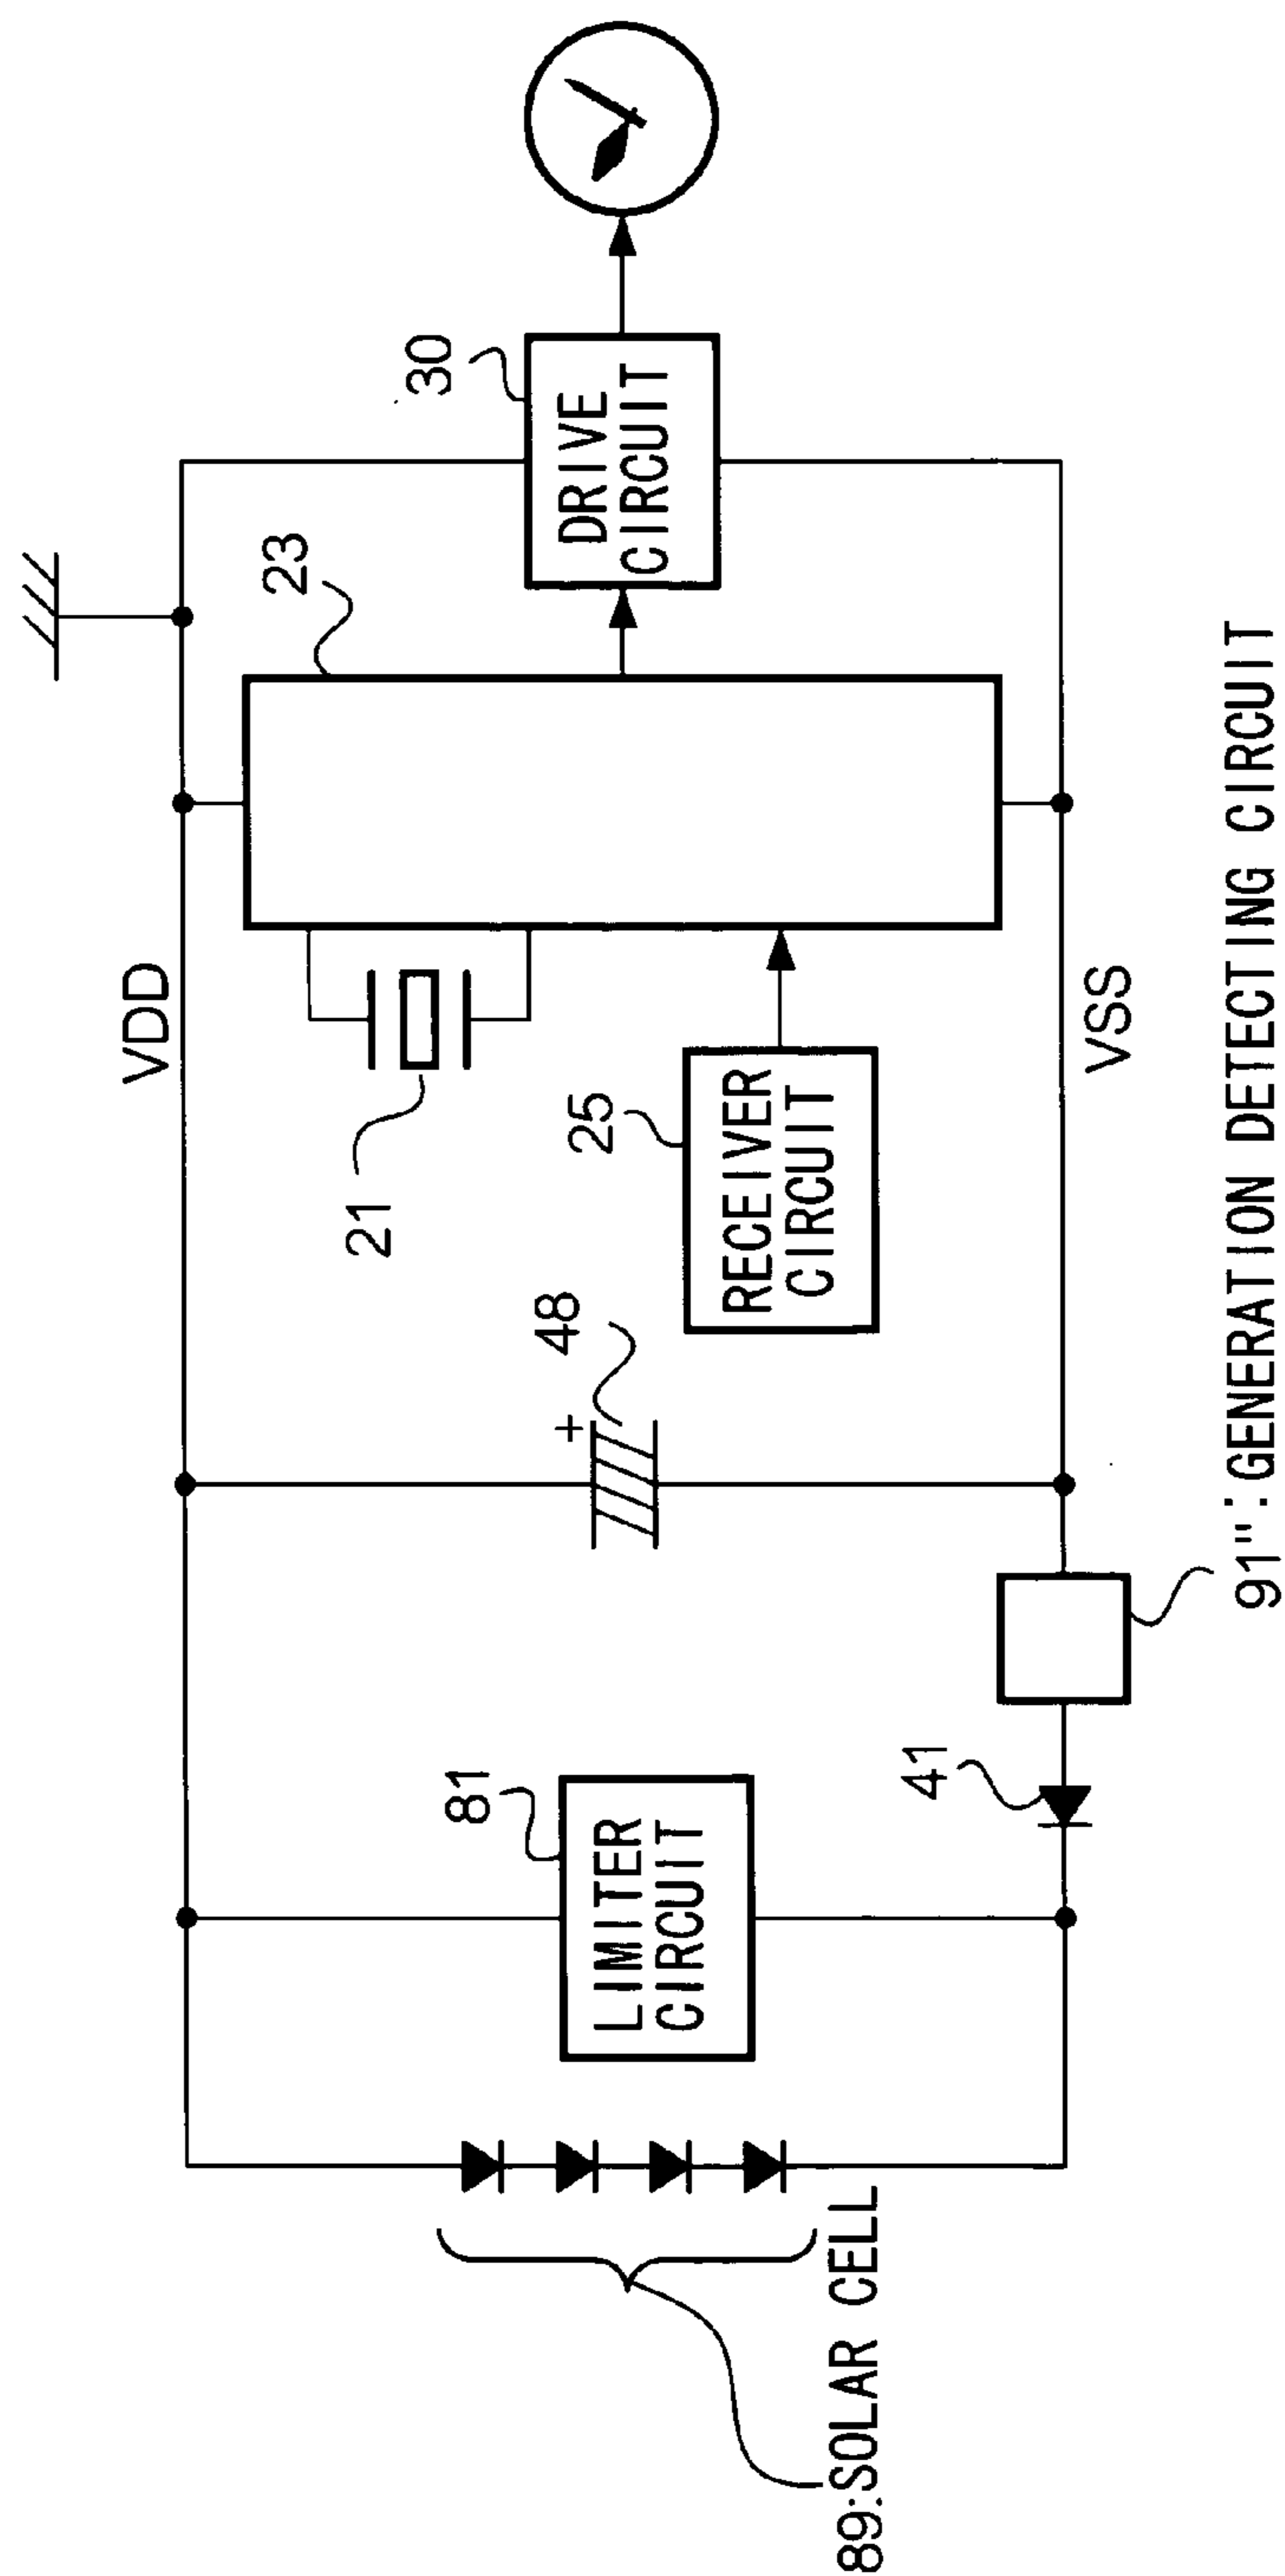 VDD
23
30
DRIVE
CIRCUIT
21
25
RECEIVER
CIRCUIT
48
+
81
LIMITER
CIRCUIT
41
VSS
89:SOLAR CELL
91":GENERATION DETECTING CIRCUIT